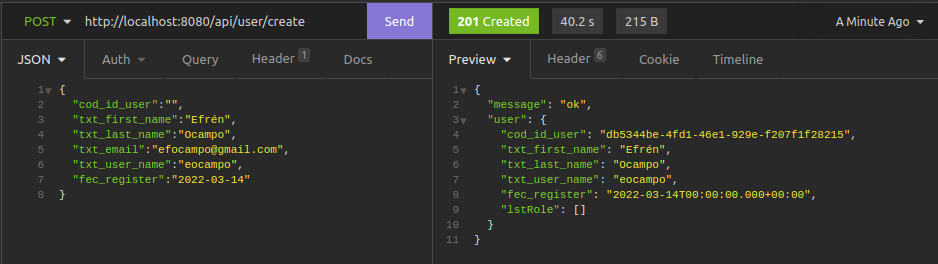 POST http://localhost:8080/api/user/create Send 201 Created 40.2 s 215 B A Minute Ago
JSON Auth Query Header 1 Docs Preview Header 6 Cookie Timeline
1 {
2 "cod_id_user":"",
3 "txt_first_name":"Efrén",
4 "txt_last_name":"Ocampo",
5 "txt_email":"efocampo@gmail.com",
6 "txt_user_name":"eocampo",
7 "fec_register":"2022-03-14"
8 }
1 {
2 "message": "ok",
3 "user": {
4 "cod_id_user": "db5344be-4fd1-46e1-929e-f207f1f28215",
5 "txt_first_name": "Efrén",
6 "txt_last_name": "Ocampo",
7 "txt_user_name": "eocampo",
8 "fec_register": "2022-03-14T00:00:00.000+00:00",
9 "lstRole": []
10 }
11 }